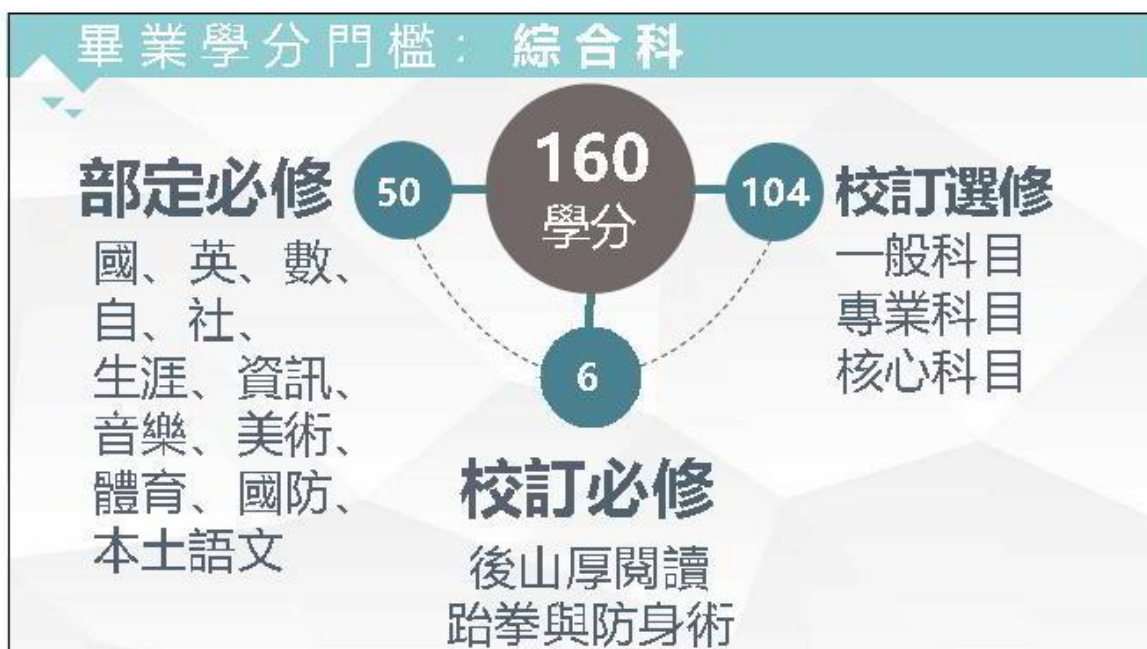 畢業學分門檻：綜合科
160
學分
部定必修
50
國、英、數、
自、社、
生涯、資訊、
音樂、美術、
體育、國防、
本土語文
104
校訂選修
一般科目
專業科目
核心科目
6
校訂必修
後山厚閱讀
跆拳與防身術